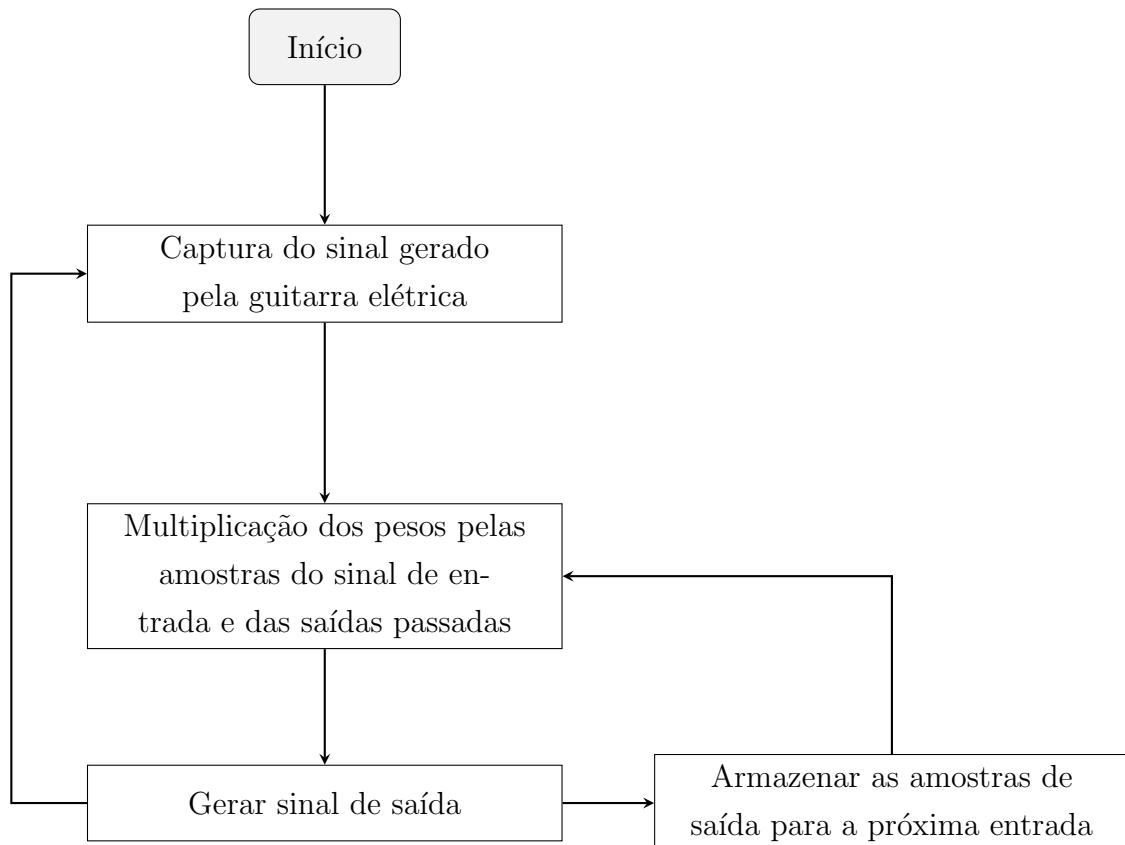 Início
Captura do sinal gerado
pela guitarra elétrica
Multiplicação dos pesos pelas
amostras do sinal de en-
trada e das saídas passadas
Gerar sinal de saída
Armazenar as amostras de
saída para a próxima entrada